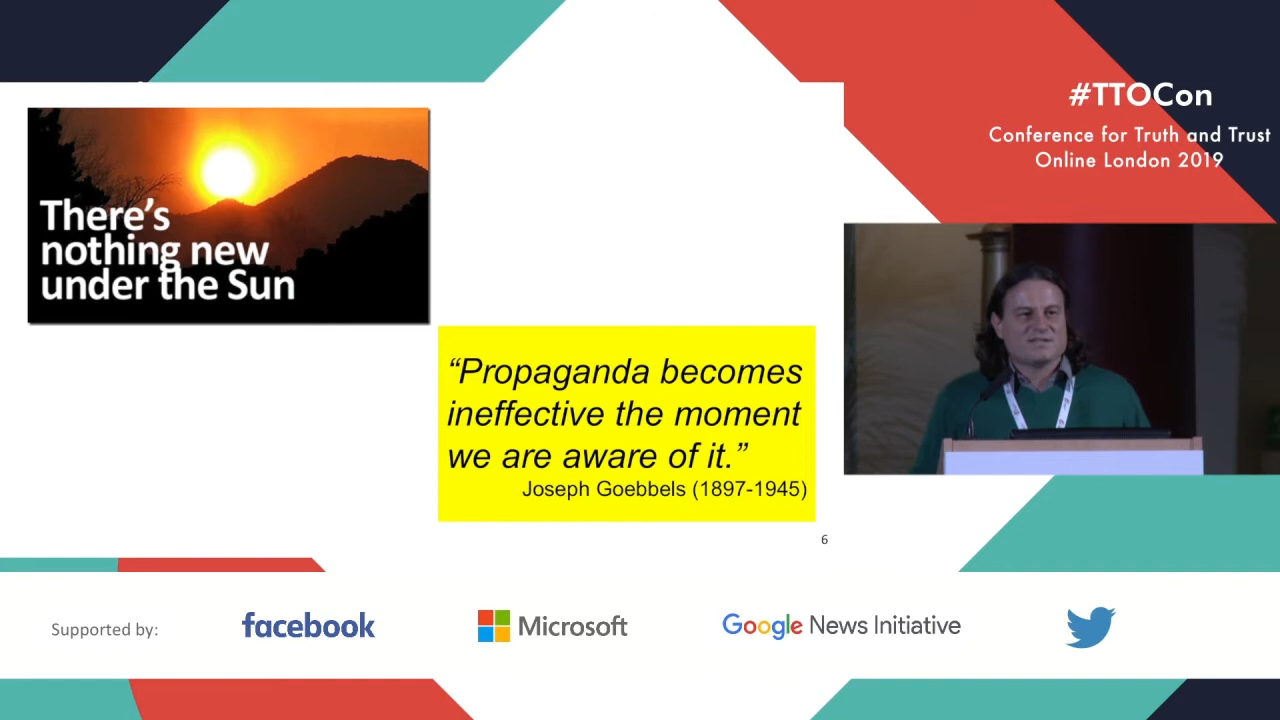 #TTOCon
Conference for Truth and Trust
Online London 2019
There's
nothing new
under the Sun
“Propaganda becomes
ineffective the moment
we are aware of it.”
Joseph Goebbels (1897-1945)
6
Supported by:
facebook
Microsoft
Google News Initiative